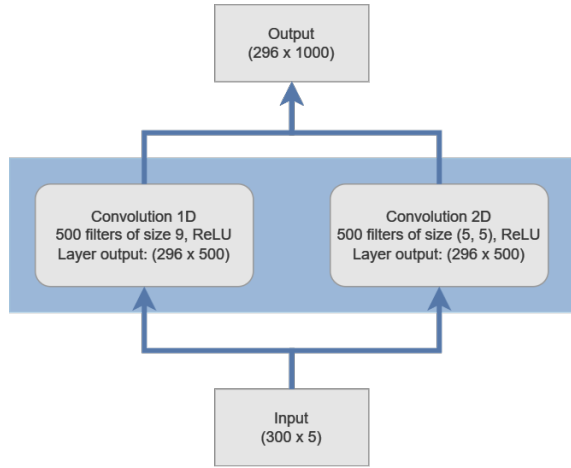 Output
(296 x 1000)
Convolution 1D
500 filters of size 9, ReLU
Layer output: (296 x 500)
Convolution 2D
500 filters of size (5, 5), ReLU
Layer output: (296 x 500)
Input
(300 x 5)